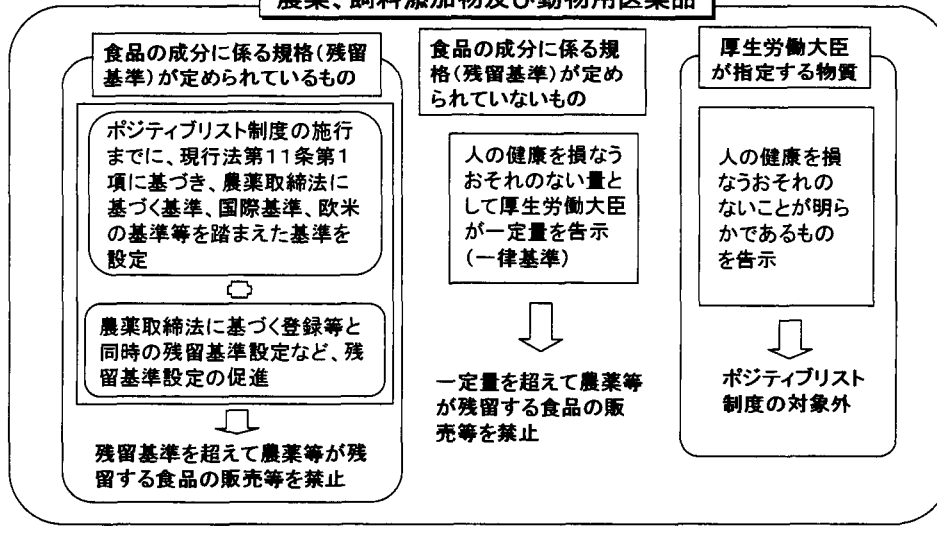 農薬、飼料添加物及び動物用医薬品
食品の成分に係る規格(残留
基準)が定められているもの
ポジティブリスト制度の施行
までに、現行法第11条第1
項に基づき、農薬取締法に
基づく基準、国際基準、欧米
の基準等を踏まえた基準を
設定
農薬取締法に基づく登録等と
同時の残留基準設定など、残
留基準設定の促進
残留基準を超えて農薬等が残
留する食品の販売等を禁止
食品の成分に係る規
格(残留基準)が定め
られていないもの
人の健康を損なう
おそれのない量と
して厚生労働大臣
が一定量を告示
(一律基準)
一定量を超えて農薬等
が残留する食品の販
売等を禁止
厚生労働大臣
が指定する物質
人の健康を損
なうおそれの
ないことが明ら
かであるもの
を告示
ポジティブリスト
制度の対象外